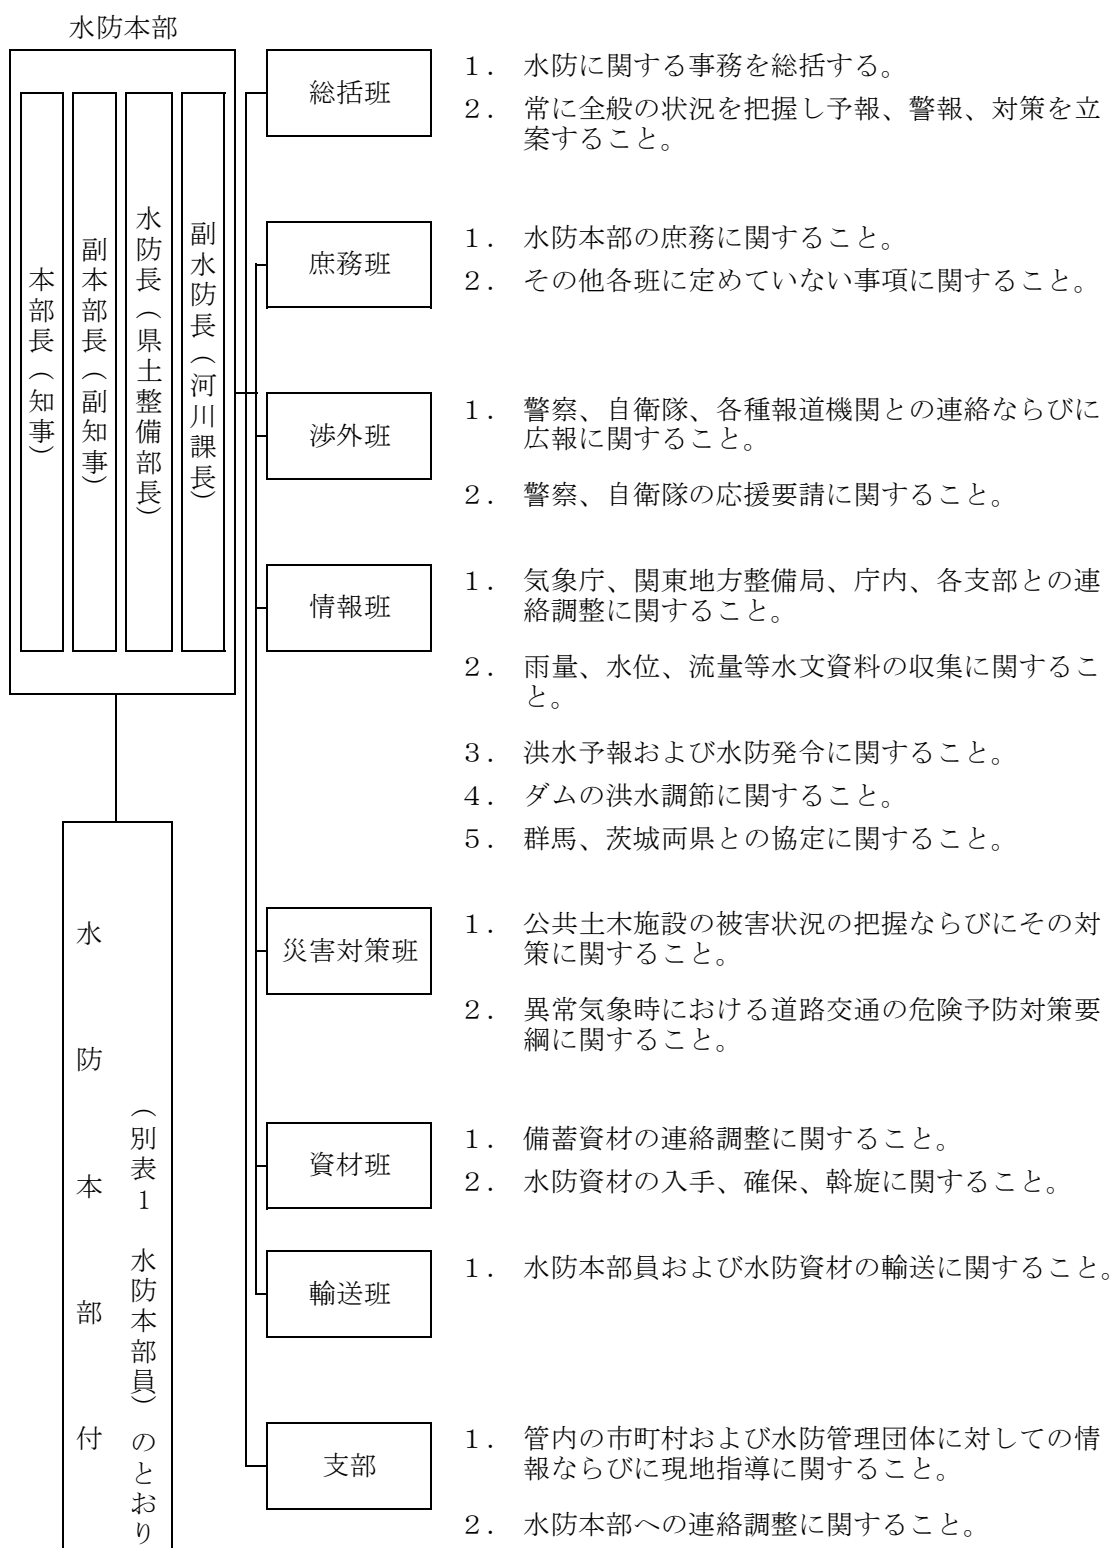 水防本部
本部長（知事）
副本部長（副知事）
水防長（県土整備部長）
副水防長（河川課長）
総括班
１． 水防に関する事務を総括する。
２． 常に全般の状況を把握し予報、警報、対策を立
案すること。
庶務班
１． 水防本部の庶務に関すること。
２． その他各班に定めていない事項に関すること。
渉外班
１． 警察、自衛隊、各種報道機関との連絡ならびに
広報に関すること。
２． 警察、自衛隊の応援要請に関すること。
情報班
１． 気象庁、関東地方整備局、庁内、各支部との連
絡調整に関すること。
２． 雨量、水位、流量等水文資料の収集に関するこ
と。
３． 洪水予報および水防発令に関すること。
４． ダムの洪水調節に関すること。
５． 群馬、茨城両県との協定に関すること。
災害対策班
１． 公共土木施設の被害状況の把握ならびにその対
策に関すること。
２． 異常気象時における道路交通の危険予防対策要
綱に関すること。
資材班
１． 備蓄資材の連絡調整に関すること。
２． 水防資材の入手、確保、斡旋に関すること。
輸送班
１． 水防本部員および水防資材の輸送に関すること。
支部
１． 管内の市町村および水防管理団体に対しての情
報ならびに現地指導に関すること。
２． 水防本部への連絡調整に関すること。
水防本部付
（別表１ 水防本部員）のとおり